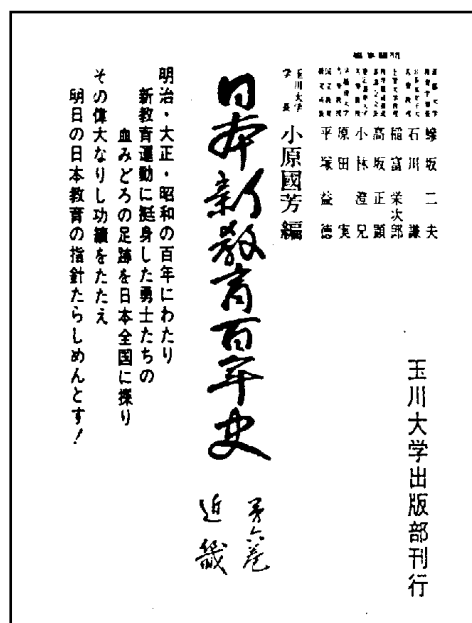 玉川大学出版部刊行
鰺坂二夫
石川謙
稲富栄次郎
高坂正顕
小林澄兄
原田実
平塚益徳
玉川大学
学長
小原國芳編
日本新教育百年史
第六巻
近畿
明治・大正・昭和の百年にわたり
新教育運動に挺身した勇士たちの
血みどろの足跡を日本全国に探り
その偉大なりし功績をたたえ
明日の日本教育の指針たらしめんとす!